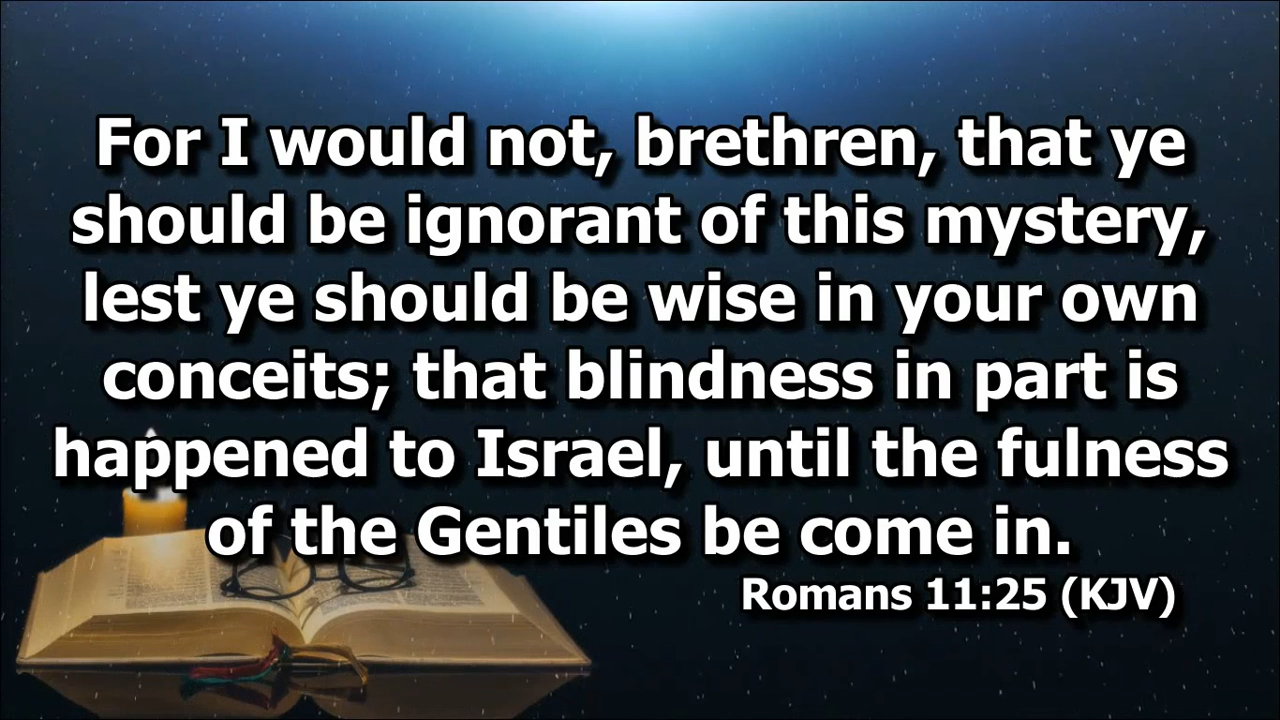 For I would not, brethren, that ye
should be ignorant of this mystery,
lest ye should be wise in your own
conceits; that blindness in part is
happened to Israel, until the fulness
of the Gentiles be come in.
Romans 11:25 (KJV)